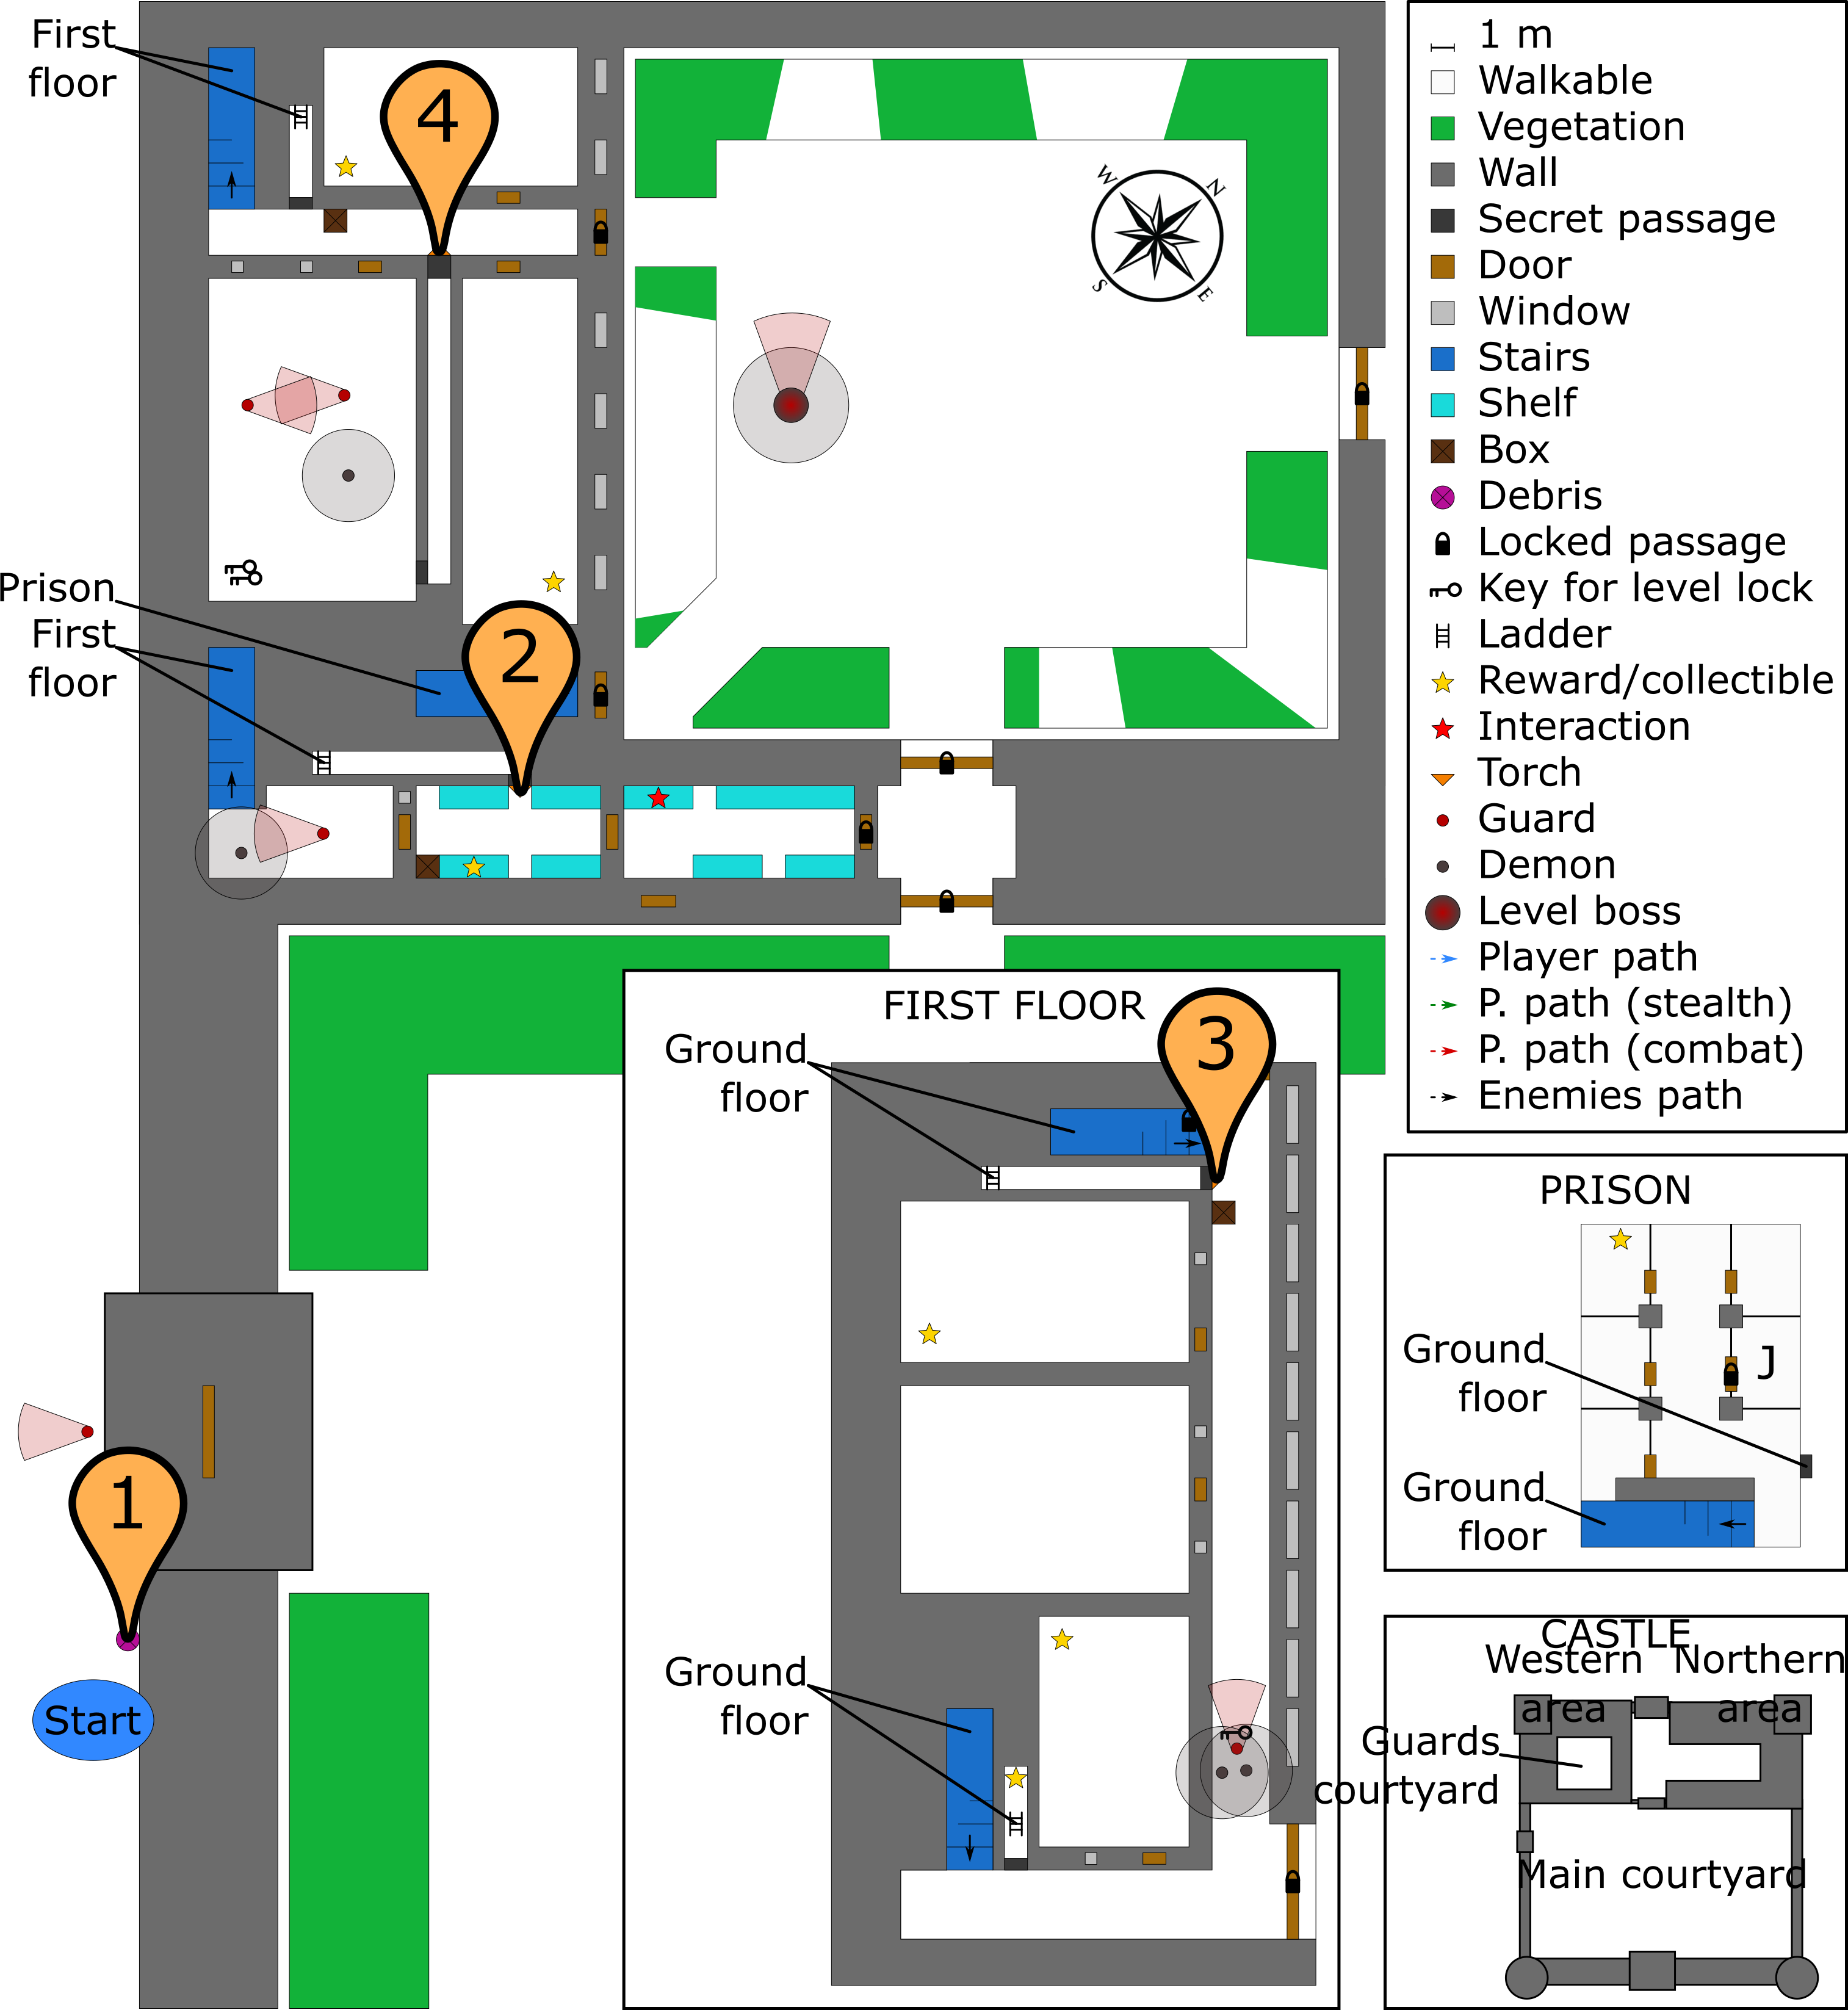 First
floor
4
W
N
S
E
Prison
First
floor
2
1 m
Walkable
Vegetation
Wall
Secret passage
Door
Window
Stairs
Shelf
Box
Debris
Locked passage
Key for level lock
Ladder
Reward/collectible
Interaction
Torch
Guard
Demon
Level boss
Player path
P. path (stealth)
P. path (combat)
Enemies path
1
Start
FIRST FLOOR
3
Ground
floor
Ground
floor
PRISON
J
Ground
floor
Ground
floor
CASTLE
Western
area
Northern
area
Guards
courtyard
Main courtyard